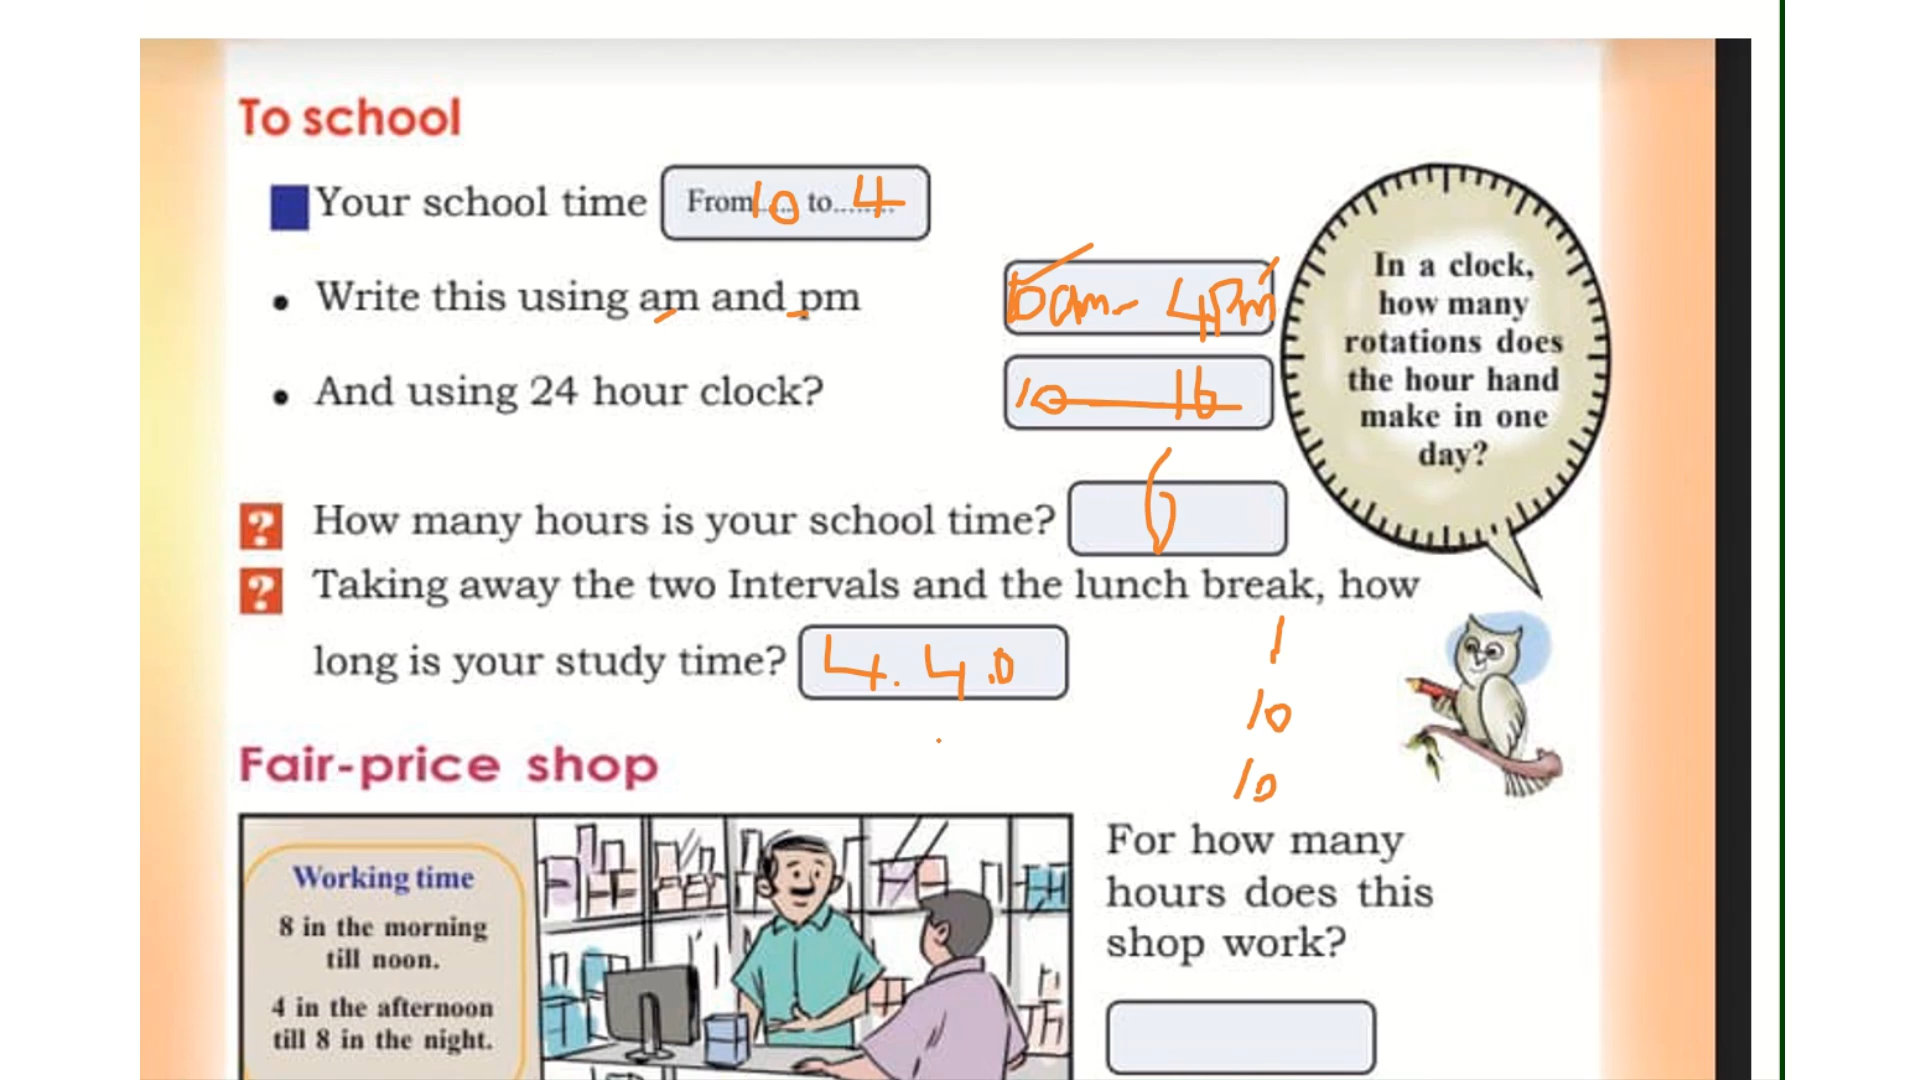 To school
Your school time From 10 to 4
Write this using am and pm 10am - 4pm
And using 24 hour clock? 10 — 16
In a clock,
how many
rotations does
the hour hand
make in one
day?
? How many hours is your school time? 6
? Taking away the two Intervals and the lunch break, how
long is your study time? 4.40
1
10
10
Fair-price shop
Working time
8 in the morning
till noon.
4 in the afternoon
till 8 in the night.
For how many
hours does this
shop work?